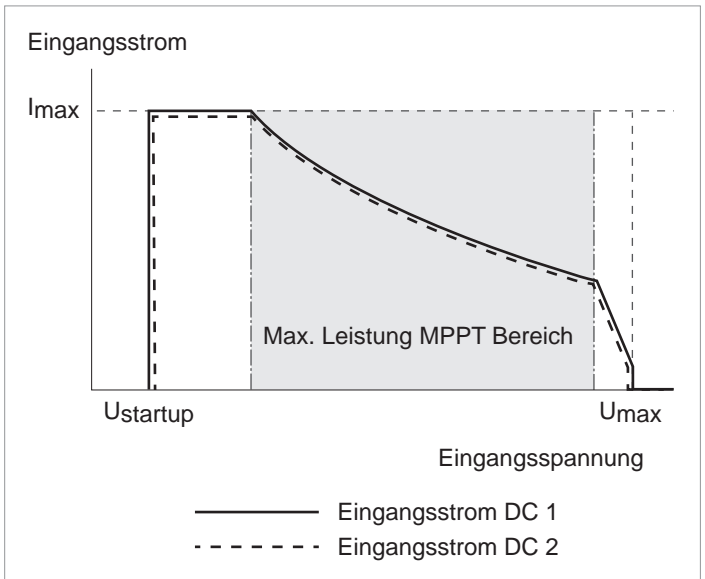 Eingangsstrom
Imax
Max. Leistung MPPT Bereich
Ustartup
Umax
Eingangsspannung
Eingangsstrom DC 1
Eingangsstrom DC 2